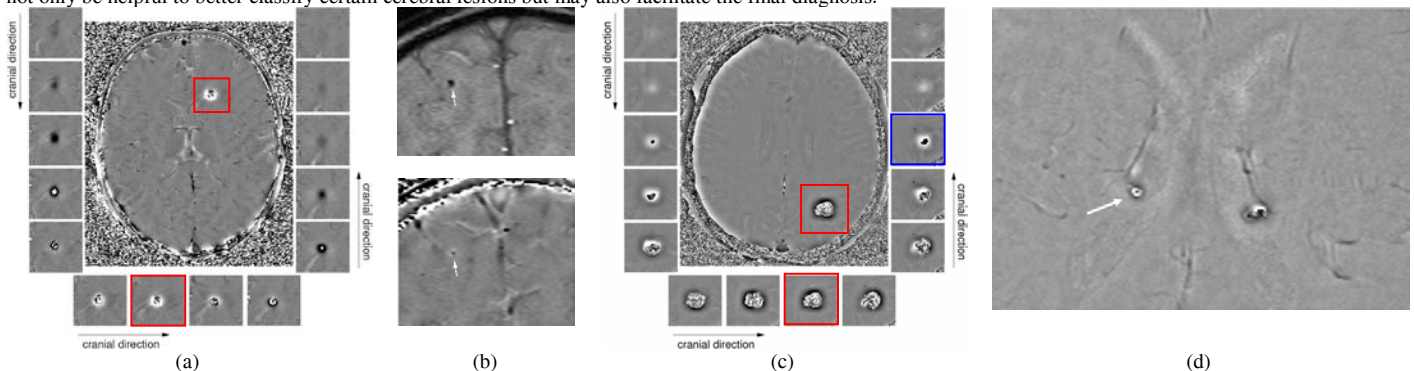 not only be helpful to better classify certain cerebral lesions but may also facilitate the final diagnosis.
cranial direction
cranial direction
cranial direction
(a)
(b)
cranial direction
cranial direction
cranial direction
(c)
(d)